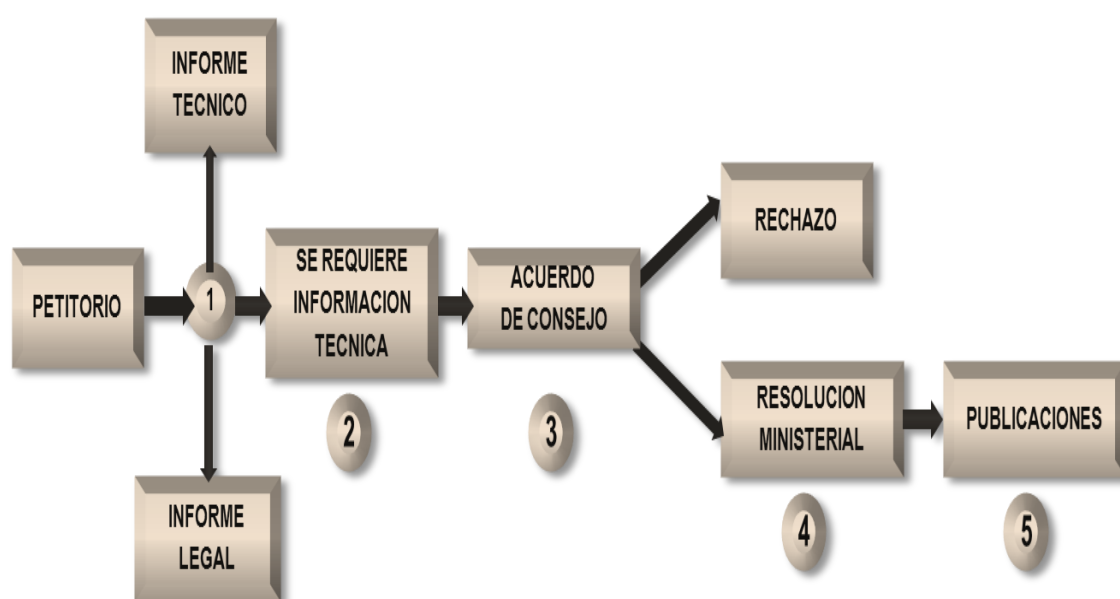 INFORME
TECNICO
PETITORIO
1
SE REQUIERE
INFORMACION
TECNICA
2
INFORME
LEGAL
ACUERDO
DE CONSEJO
3
RECHAZO
RESOLUCION
MINISTERIAL
4
PUBLICACIONES
5